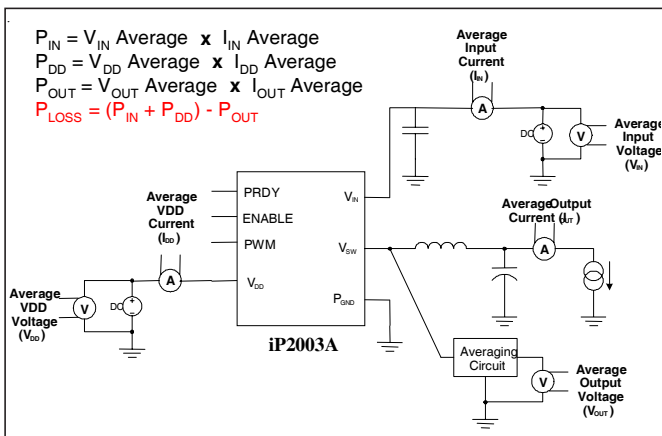 P_IN = V_IN Average x I_IN Average
P_DD = V_DD Average x I_DD Average
P_OUT = V_OUT Average x I_OUT Average
P_LOSS = (P_IN + P_DD) - P_OUT
Average
Input
Current
(I_IN)
A
DC
V
Average
Input
Voltage
(V_IN)
Average
VDD
Current
(I_DD)
A
PRDY
ENABLE
PWM
V_DD
V_IN
V_SW
P_GND
iP2003A
Average Output
Current (I_OUT)
A
Average
VDD
Voltage
(V_DD)
V
DC
Averaging
Circuit
V
Average
Output
Voltage
(V_OUT)